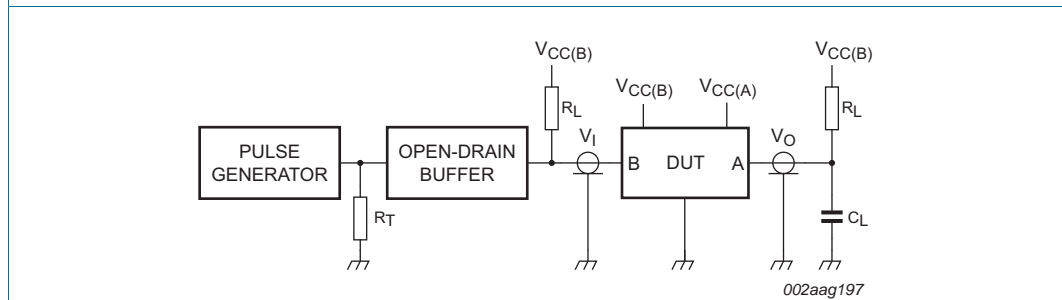 VCC(B)
VCC(B)
VCC(B)
VCC(A)
RL
RL
VI
VO
PULSE
GENERATOR
OPEN-DRAIN
BUFFER
B
DUT
A
RT
CL
002aag197